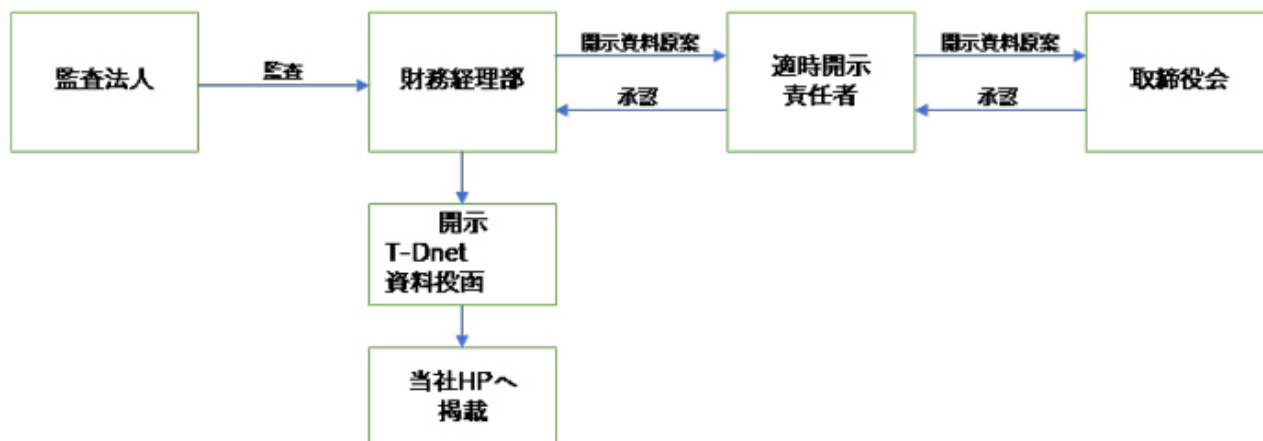 監査法人
監査
財務経理部
開示資料原案
承認
適時開示
責任者
開示資料原案
承認
取締役会
開示
T-Dnet
資料投函
当社HPへ
掲載